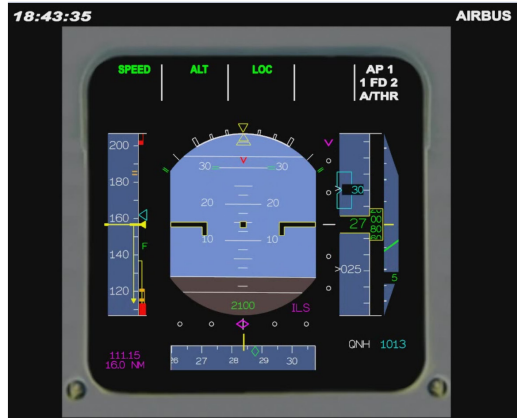 18:43:35 AIRBUS
SPEED ALT LOC AP 1
1 FD 2
A/THR
200
30 30
180
30
20 20
160
27
20
00
80
F
10 10
140
025
120
5
2100
ILS
QNH 1013
111.15
16.0 NM
26 27 28 29 30